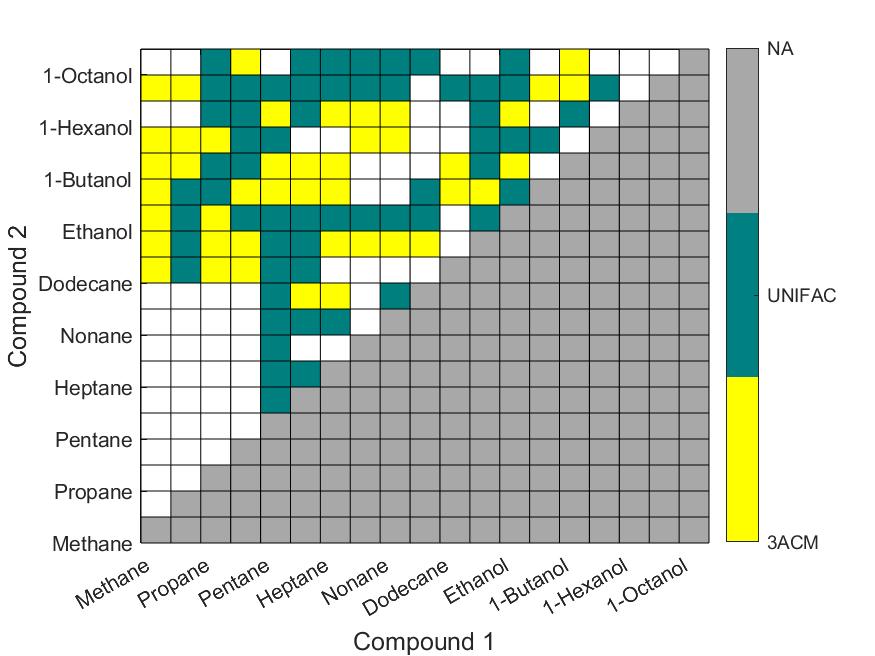 1-Octanol
1-Hexanol
1-Butanol
Ethanol
Dodecane
Nonane
Heptane
Pentane
Propane
Methane
Compound 2
Methane
Propane
Pentane
Heptane
Nonane
Dodecane
Ethanol
1-Butanol
1-Hexanol
1-Octanol
Compound 1
NA
UNIFAC
3ACM